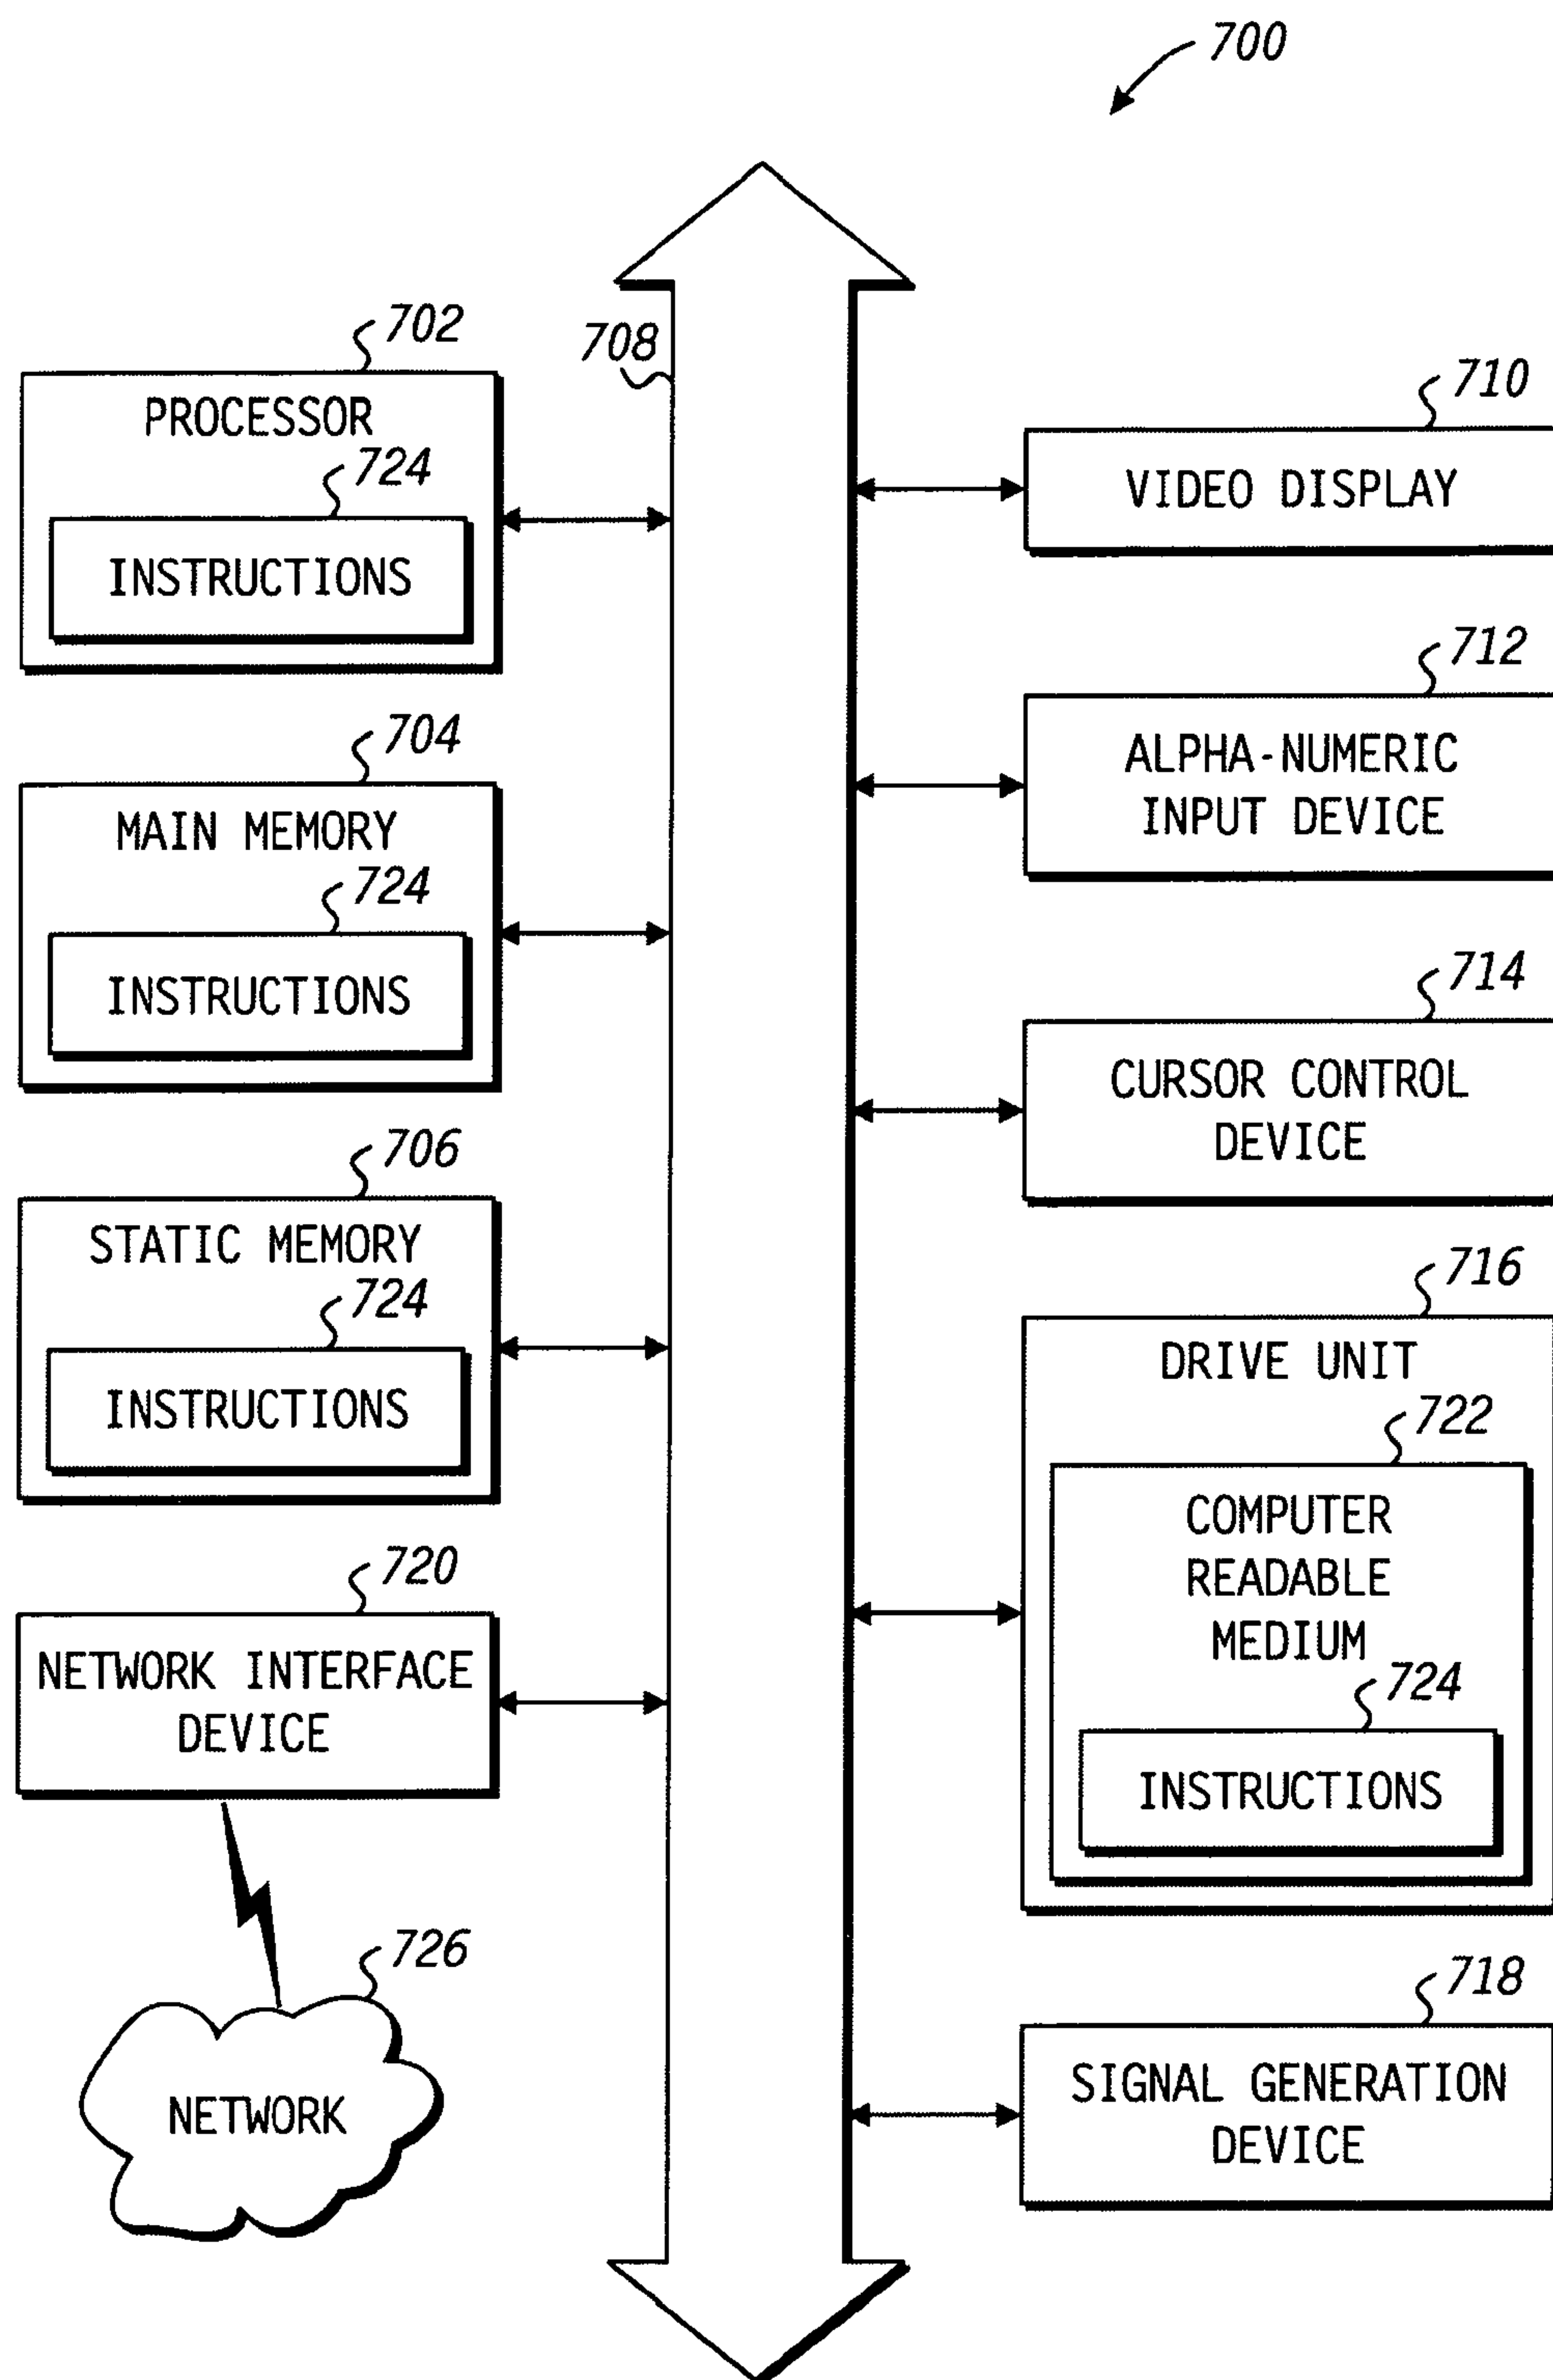 700
702
PROCESSOR
724
INSTRUCTIONS
704
MAIN MEMORY
724
INSTRUCTIONS
706
STATIC MEMORY
724
INSTRUCTIONS
720
NETWORK INTERFACE
DEVICE
726
NETWORK
708
710
VIDEO DISPLAY
712
ALPHA-NUMERIC
INPUT DEVICE
714
CURSOR CONTROL
DEVICE
716
DRIVE UNIT
722
COMPUTER
READABLE
MEDIUM
724
INSTRUCTIONS
718
SIGNAL GENERATION
DEVICE